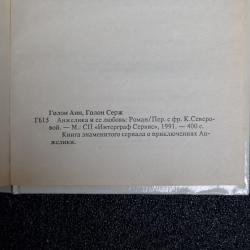 Голон Анн, Голон Серж
Г613 Анжелика и ее любовь: Роман/Пер. с фр. К.Северо-
вой. — М.: СП «Интерграф Сервис», 1991. — 400 с.
Книга знаменитого сериала о приключениях Ан-
желики.